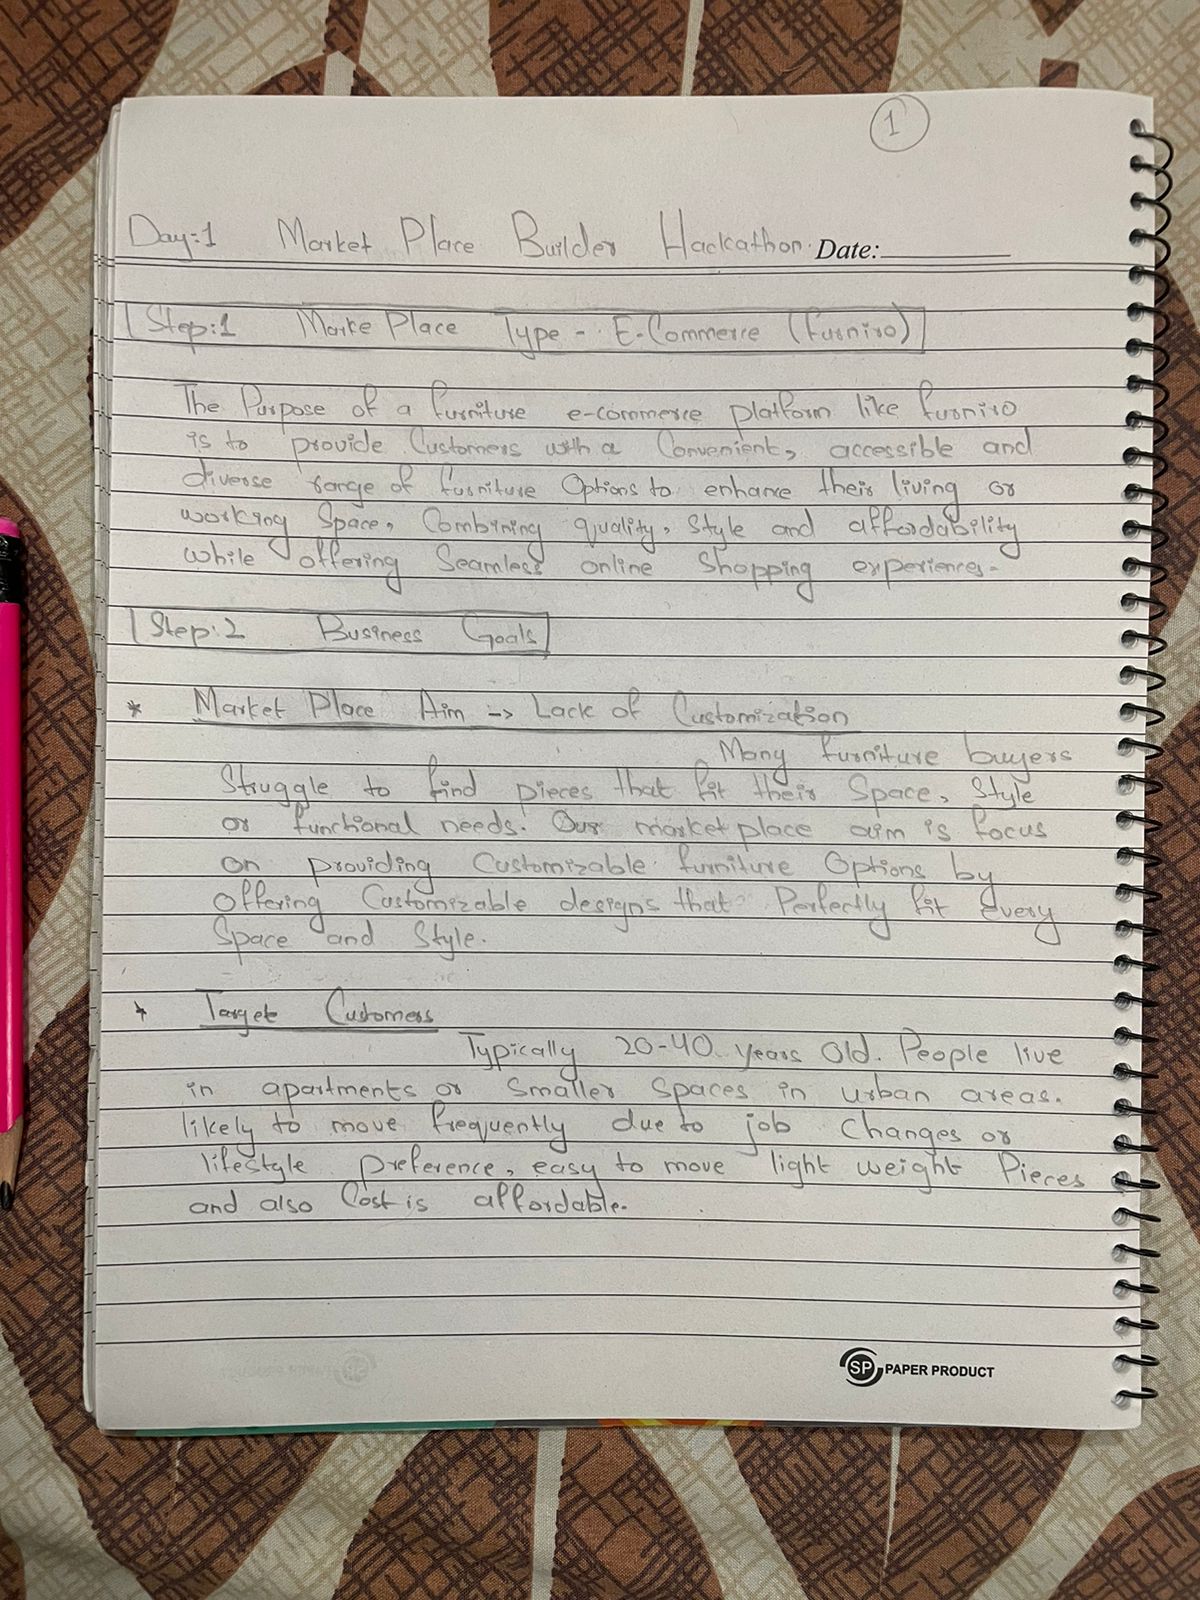 1
Day:1 Market Place Builder Hackathon. Date:
Step:1 Marke Place Type - E-Commerce (Furniro)
The Purpose of a furniture e-commerce platform like furniro
is to provide Customers with a Convenient, accessible and
diverse range of furniture Options to enhance their living or
working Space, Combining quality, Style and affordability
while offering Seamless online Shopping experiences.
Step:2 Business Goals
* Market Place Aim -> Lack of Customization
Many furniture buyers
Struggle to find pieces that fit their Space, Style
or functional needs. Our market place aim is focus
on providing Customizable furniture Options by
offering Customizable designs that Perfectly fit every
Space and Style.
* Target Customers
Typically 20-40 years Old. People live
in apartments or Smaller Spaces in urban areas.
likely to move frequently due to job Changes or
lifestyle preference, easy to move light weight Pieces
and also Cost is affordable.
SP PAPER PRODUCT